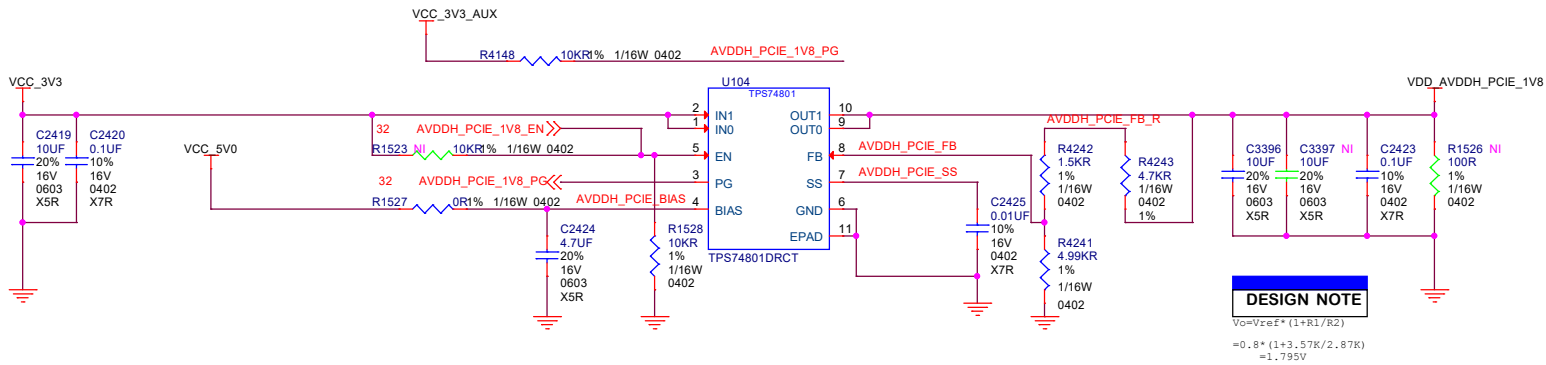 VCC_3V3_AUX
R4148 10KR 1% 1/16W 0402 AVDDH_PCIE_1V8_PG
VCC_3V3
C2419
10UF
20%
16V
0603
X5R
C2420
0.1UF
10%
16V
0402
X7R
VCC_5V0
32 AVDDH_PCIE_1V8_EN
R1523 NI 10KR 1% 1/16W 0402
32 AVDDH_PCIE_1V8_PG
R1527 0R 1% 1/16W 0402 AVDDH_PCIE_BIAS
C2424
4.7UF
20%
16V
0603
X5R
R1528
10KR
1%
1/16W
0402
U104
TPS74801
2 IN1 OUT1 10
1 IN0 OUT0 9
5 EN FB 8
3 PG SS 7
4 BIAS GND 6
EPAD 11
TPS74801DRCT
AVDDH_PCIE_FB
AVDDH_PCIE_SS
C2425
0.01UF
10%
16V
0402
X7R
AVDDH_PCIE_FB_R
R4242
1.5KR
1%
1/16W
0402
R4243
4.7KR
1/16W
0402
1%
R4241
4.99KR
1%
1/16W
0402
VDD_AVDDH_PCIE_1V8
C3396
10UF
20%
16V
0603
X5R
C3397 NI
10UF
20%
16V
0603
X5R
C2423
0.1UF
10%
16V
0402
X7R
R1526 NI
100R
1%
1/16W
0402
DESIGN NOTE
Vo=Vref*(1+R1/R2)
=0.8*(1+3.57K/2.87K)
=1.795V